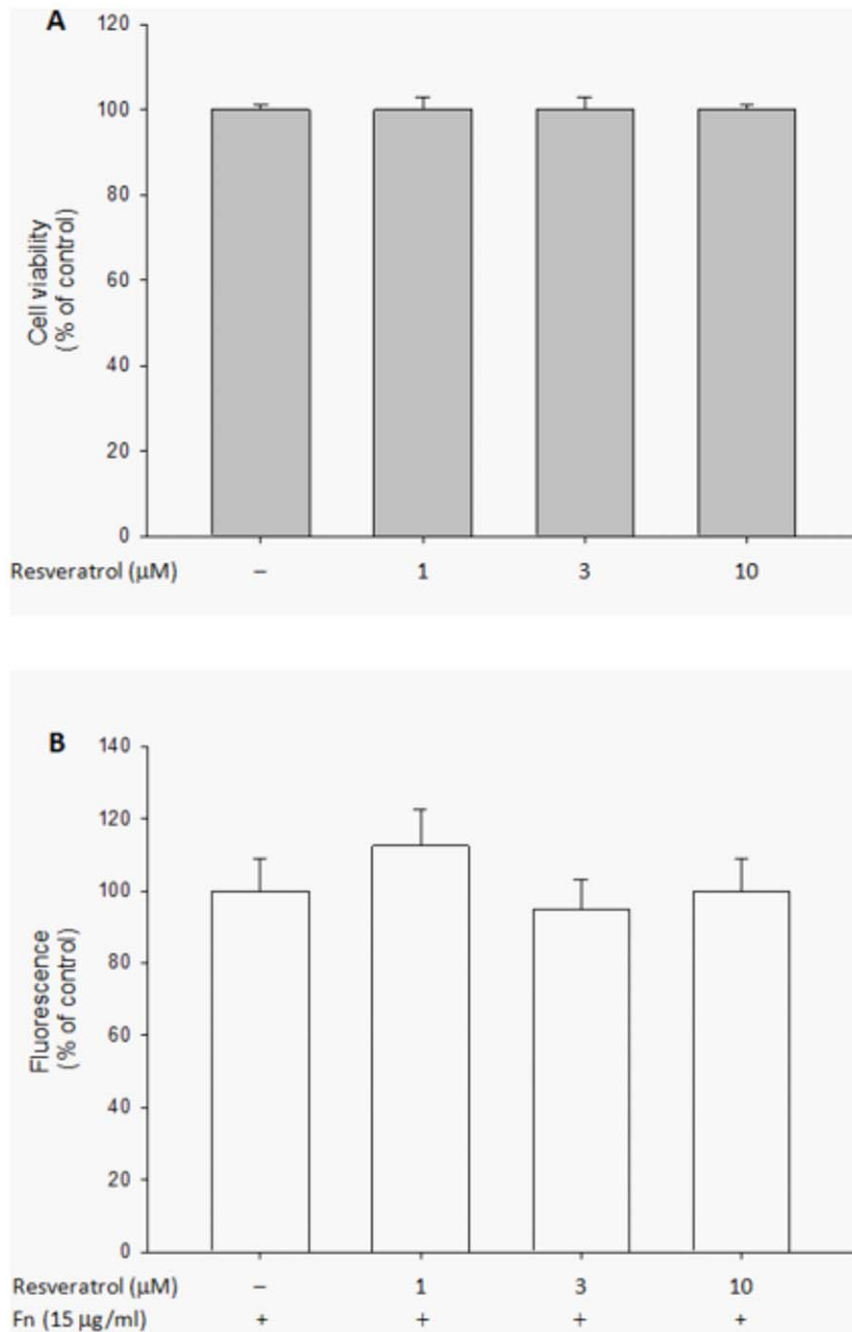 A
120
100
80
60
40
20
0
Cell viability
(% of control)
Resveratrol (μM) – 1 3 10
B
140
120
100
80
60
40
20
0
Fluorescence
(% of control)
Resveratrol (μM) – 1 3 10
Fn (15 μg/ml) + + + +